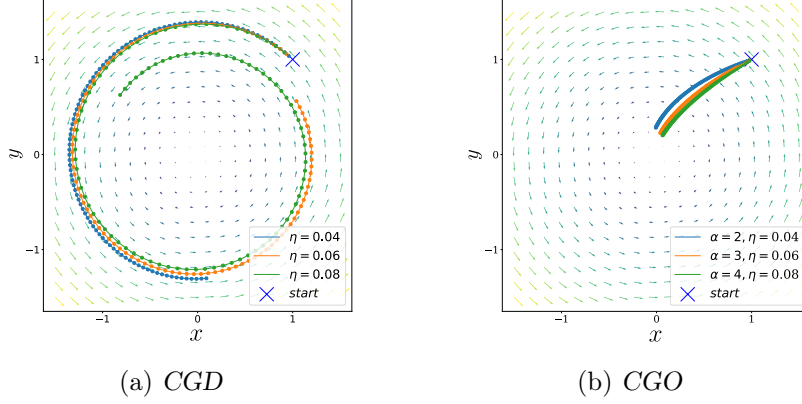 1
0
−1
y
−1
0
1
x
η = 0.04
η = 0.06
η = 0.08
start
(a) CGD
1
0
−1
y
−1
0
1
x
α = 2, η = 0.04
α = 3, η = 0.06
α = 4, η = 0.08
start
(b) CGO